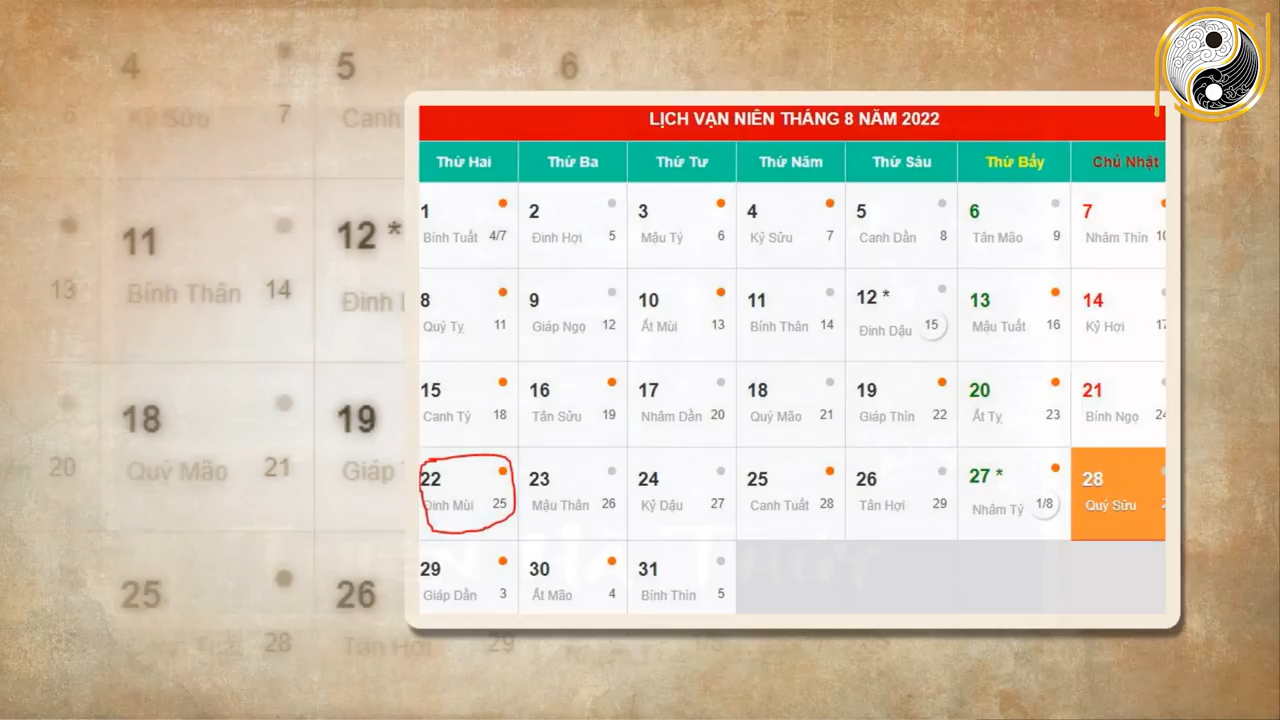 4 5 6
6 Kỷ Sửu 7 Canh
11 12 *
13 Bính Thân 14 Đinh
18 19
20 Quý Mão 21 Giáp
25 26
28 Tân Hợi 29
LỊCH VẠN NIÊN THÁNG 8 NĂM 2022
Thứ Hai Thứ Ba Thứ Tư Thứ Năm Thứ Sáu Thứ Bẩy Chủ Nhật
1 2 3 4 5 6 7
Bính Tuất 4/7 Đinh Hợi 5 Mậu Tý 6 Kỷ Sửu 7 Canh Dần 8 Tân Mão 9 Nhâm Thìn 10
8 9 10 11 12 * 13 14
Quý Tỵ 11 Giáp Ngọ 12 Ất Mùi 13 Bính Thân 14 Đinh Dậu 15 Mậu Tuất 16 Kỷ Hợi 17
15 16 17 18 19 20 21
Canh Tý 18 Tân Sửu 19 Nhâm Dần 20 Quý Mão 21 Giáp Thìn 22 Ất Tỵ 23 Bính Ngọ 24
22 23 24 25 26 27 * 28
Đinh Mùi 25 Mậu Thân 26 Kỷ Dậu 27 Canh Tuất 28 Tân Hợi 29 Nhâm Tý 1/8 Quý Sửu
29 30 31
Giáp Dần 3 Ất Mão 4 Bính Thìn 5